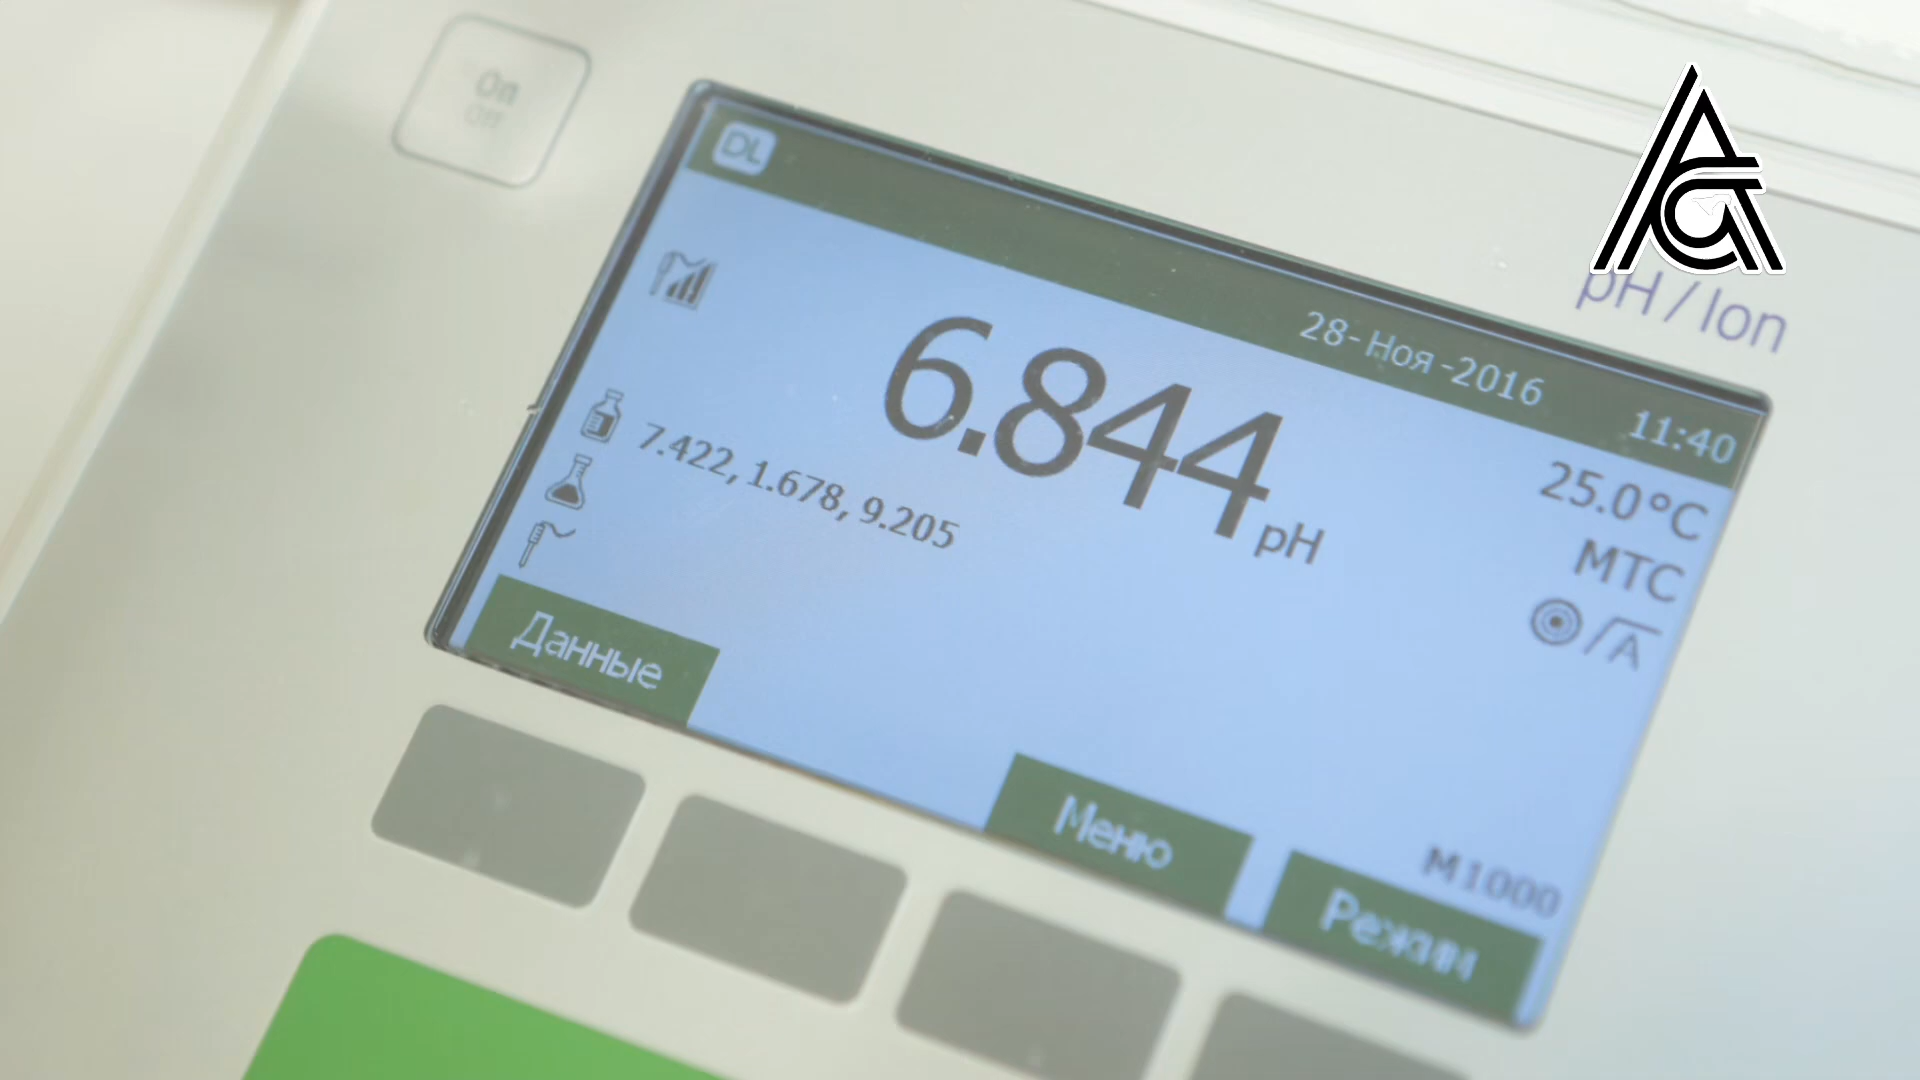 On
Off
DL
pH/Ion
28-Ноя-2016 11:40
6.844 pH
25.0°C
MTC
7.422, 1.678, 9.205
A
Данные
M1000
Меню
Режим